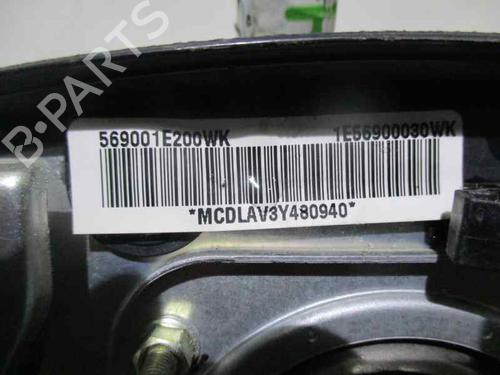 569001E200WK 1E56900030WK
*MCDLAV3Y480940*
B-PARTS